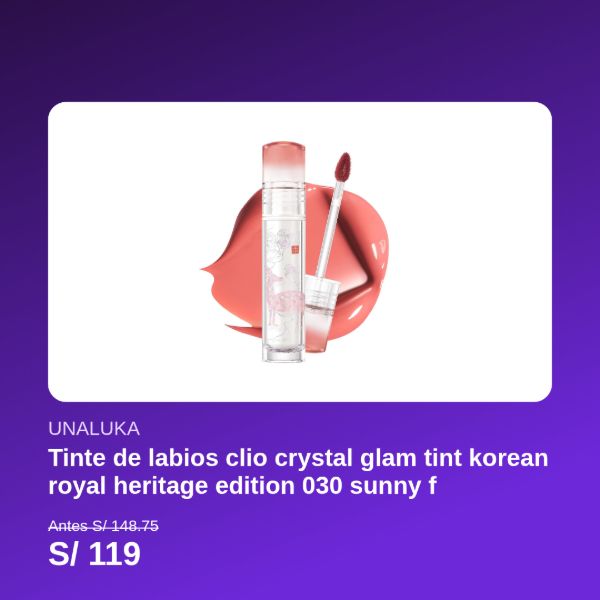 UNALUKA
Tinte de labios clio crystal glam tint korean
royal heritage edition 030 sunny f
Antes S/ 148.75
S/ 119